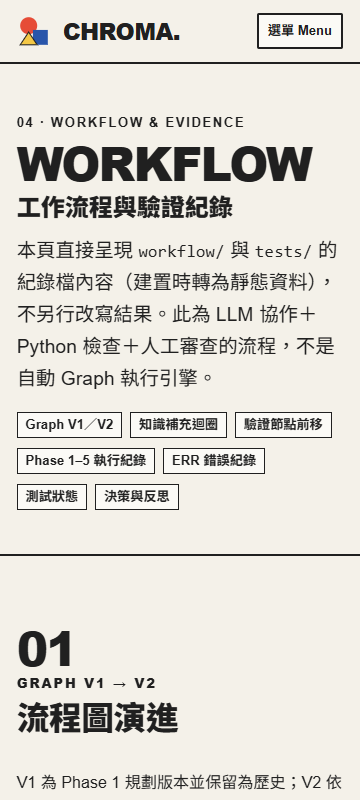 CHROMA.
選單 Menu
04 · WORKFLOW & EVIDENCE
WORKFLOW
工作流程與驗證紀錄
本頁直接呈現 workflow/ 與 tests/ 的
紀錄檔內容（建置時轉為靜態資料），
不另行改寫結果。此為 LLM 協作＋
Python 檢查＋人工審查的流程，不是
自動 Graph 執行引擎。
Graph V1／V2
知識補充迴圈
驗證節點前移
Phase 1–5 執行紀錄
ERR 錯誤紀錄
測試狀態
決策與反思
01
GRAPH V1 → V2
流程圖演進
V1 為 Phase 1 規劃版本並保留為歷史；V2 依